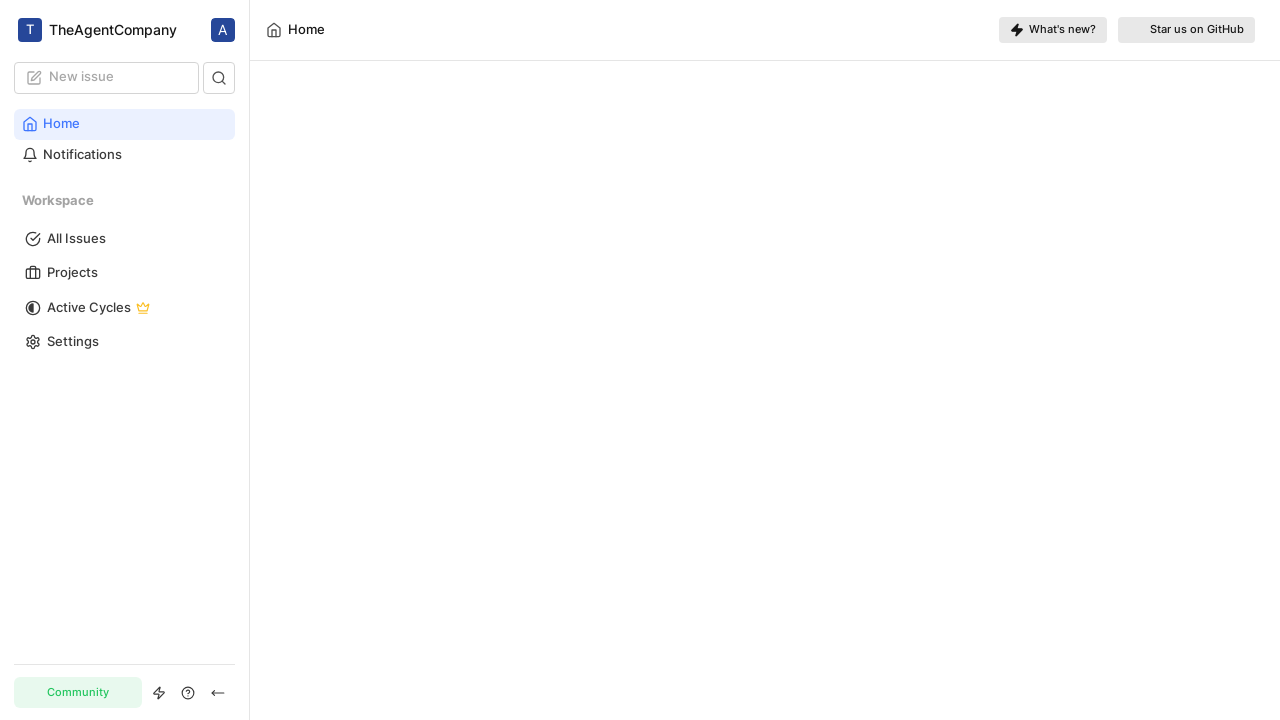 T TheAgentCompany A
New issue
Home
Notifications
Workspace
All Issues
Projects
Active Cycles
Settings
Community
Home
What's new?
Star us on GitHub